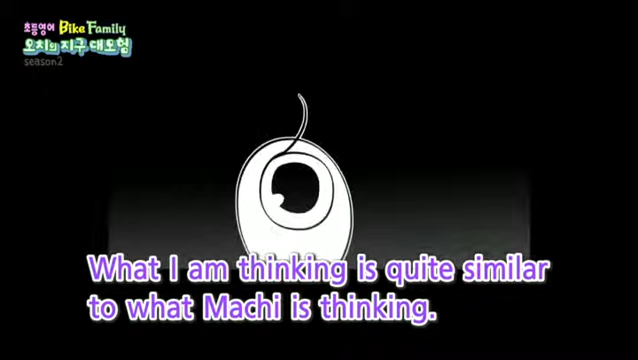 초등영어 Bike Family
오치의 지구 대모험
season2
What I am thinking is quite similar
to what Machi is thinking.